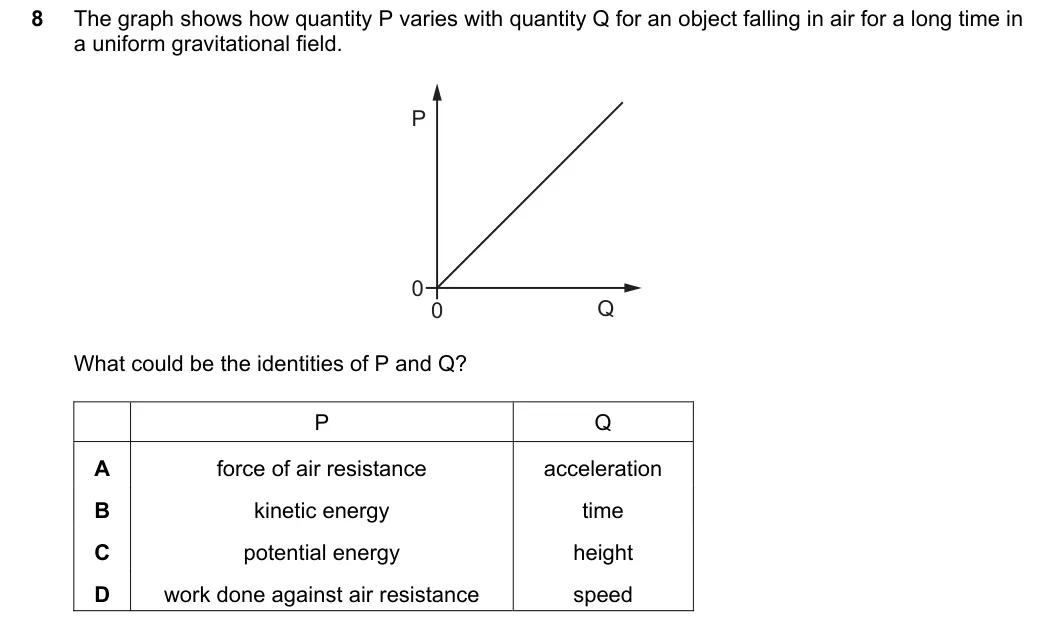 8 The graph shows how quantity P varies with quantity Q for an object falling in air for a long time in
a uniform gravitational field.
P
0
0
Q
What could be the identities of P and Q?
P Q
A force of air resistance acceleration
B kinetic energy time
C potential energy height
D work done against air resistance speed